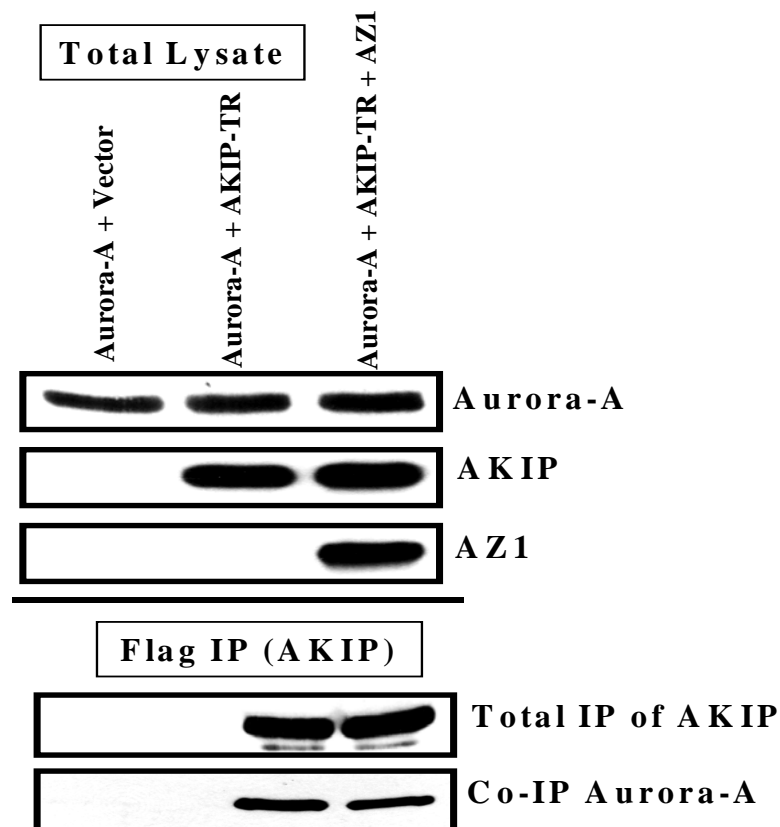 Total Lysate
Aurora-A + Vector
Aurora-A + AKIP-TR
Aurora-A + AKIP-TR + AZ1
Aurora-A
AKIP
AZ1
Flag IP (AKIP)
Total IP of AKIP
Co-IP Aurora-A